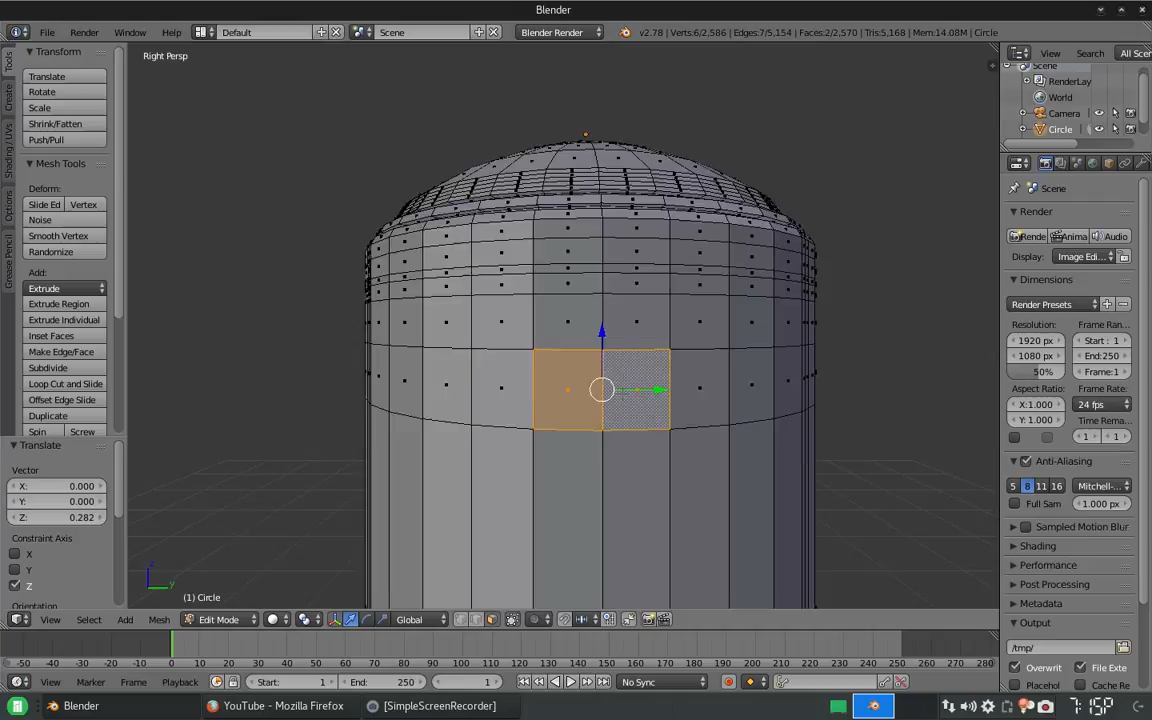 Blender
File Render Window Help Default Scene Blender Render v2.78 | Verts:6/2,586 | Edges:7/5,154 | Faces:2/2,570 | Tris:5,168 | Mem:14.08M | Circle
Tools
Create
Shading / UVs
Options
Grease Pencil
Transform
Translate
Rotate
Scale
Shrink/Fatten
Push/Pull
Mesh Tools
Deform:
Slide Ed Vertex
Noise
Smooth Vertex
Randomize
Add:
Extrude
Extrude Region
Extrude Individual
Inset Faces
Make Edge/Face
Subdivide
Loop Cut and Slide
Offset Edge Slide
Duplicate
Spin Screw
Translate
Vector
X: 0.000
Y: 0.000
Z: 0.282
Constraint Axis
X
Y
Z
Orientation
Right Persp
z
y
(1) Circle
View Select Add Mesh Edit Mode Global
View Search All Scen
Scene
RenderLay
World
Camera
Circle
Scene
Render
Rende Anima Audio
Display: Image Edi...
Dimensions
Render Presets
Resolution: Frame Ran...
1920 px Start : 1
1080 px End:250
50% Frame:1
Aspect Ratio: Frame Rate:
X:1.000 24 fps
Y: 1.000 Time Rema...
1 1
Anti-Aliasing
5 8 11 16 Mitchell-...
Full Sam 1.000 px
Sampled Motion Blur
Shading
Performance
Post Processing
Metadata
Output
/tmp/
Overwrit File Exte
Placehol Cache Re
-50 -40 -30 -20 -10 0 10 20 30 40 50 60 70 80 90 100 110 120 130 140 150 160 170 180 190 200 210 220 230 240 250 260 270 280
View Marker Frame Playback Start: 1 End: 250 1 No Sync
Blender YouTube - Mozilla Firefox [SimpleScreenRecorder]